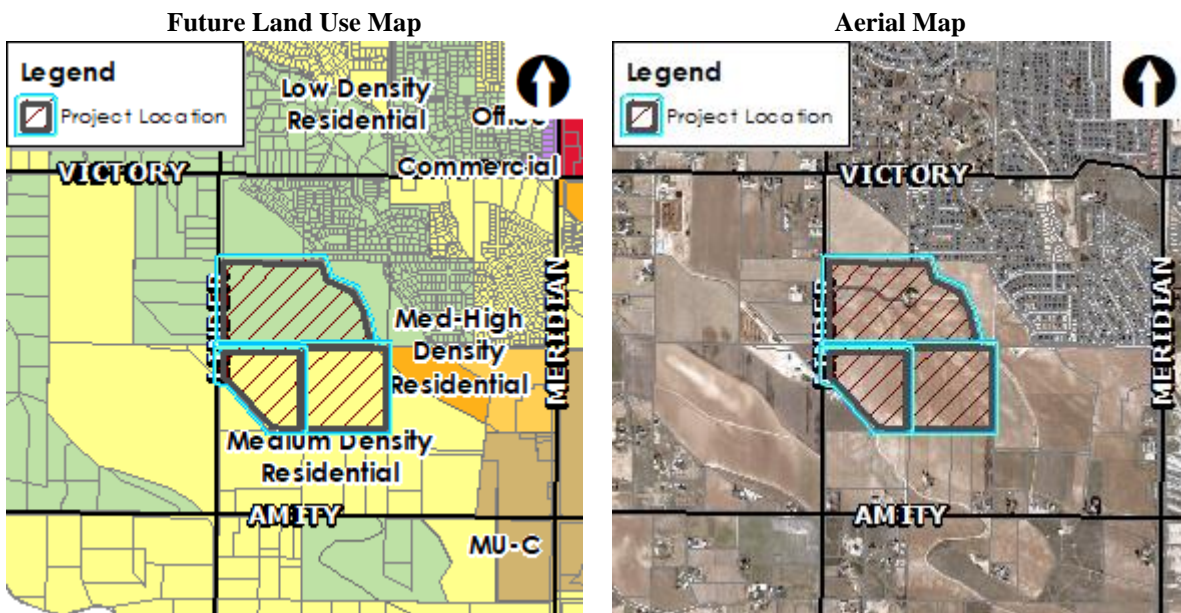 Future Land Use Map
Legend
Project Location
Low Density
Residential
Office
Commercial
VICTORY
MERIDIAN
Med-High
Density
Residential
Medium Density
Residential
AMITY
MU-C
Aerial Map
Legend
Project Location
VICTORY
MERIDIAN
AMITY